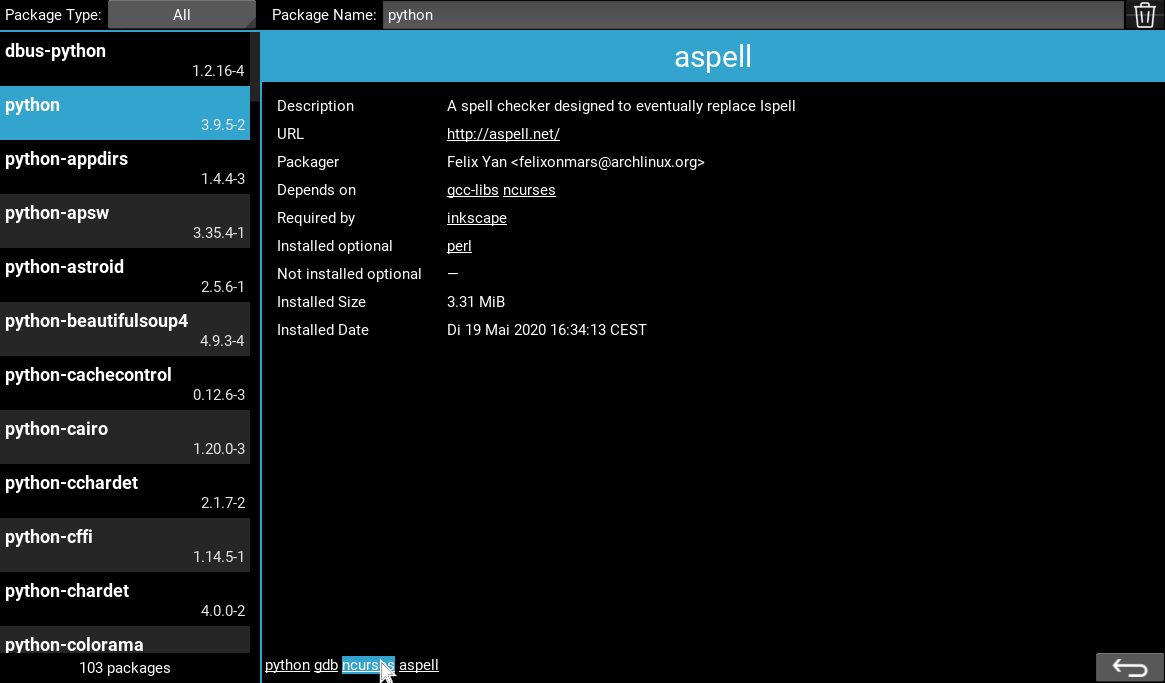 Package Type: All Package Name: python
dbus-python
1.2.16-4
python
3.9.5-2
python-appdirs
1.4.4-3
python-apsw
3.35.4-1
python-astroid
2.5.6-1
python-beautifulsoup4
4.9.3-4
python-cachecontrol
0.12.6-3
python-cairo
1.20.0-3
python-cchardet
2.1.7-2
python-cffi
1.14.5-1
python-chardet
4.0.0-2
python-colorama
103 packages
aspell
Description A spell checker designed to eventually replace Ispell
URL http://aspell.net/
Packager Felix Yan <felixonmars@archlinux.org>
Depends on gcc-libs ncurses
Required by inkscape
Installed optional perl
Not installed optional —
Installed Size 3.31 MiB
Installed Date Di 19 Mai 2020 16:34:13 CEST
python gdb ncurses aspell